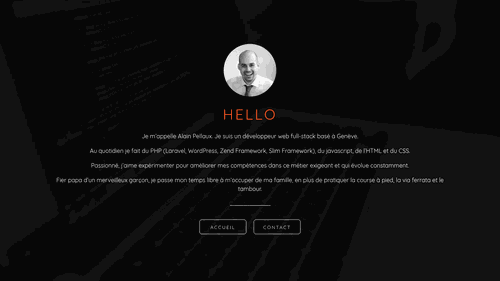 HELLO
Je m'appelle Alain Pellaux. Je suis un développeur web full-stack basé à Genève.
Au quotidien je fait du PHP (Laravel, WordPress, Zend Framework, Slim Framework), du javascript, de l'HTML et du CSS.
Passionné, j'aime expérimenter pour améliorer mes compétences dans ce métier exigeant et qui évolue constamment.
Fier papa d'un merveilleux garçon, je passe mon temps libre à m'occuper de ma famille, en plus de pratiquer la course à pied, la via ferrata et le
tambour.
ACCUEIL
CONTACT